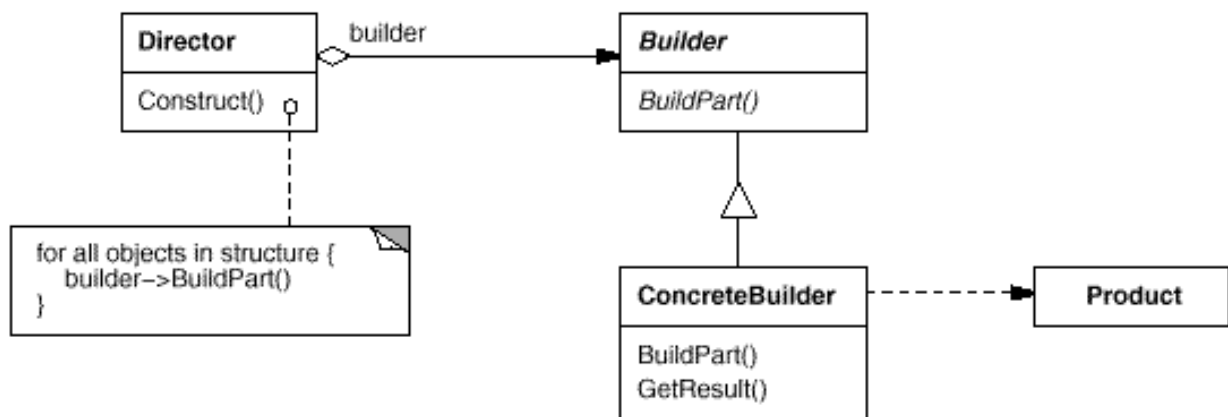 Director
Construct()
builder
Builder
BuildPart()
for all objects in structure {
builder->BuildPart()
}
ConcreteBuilder
BuildPart()
GetResult()
Product